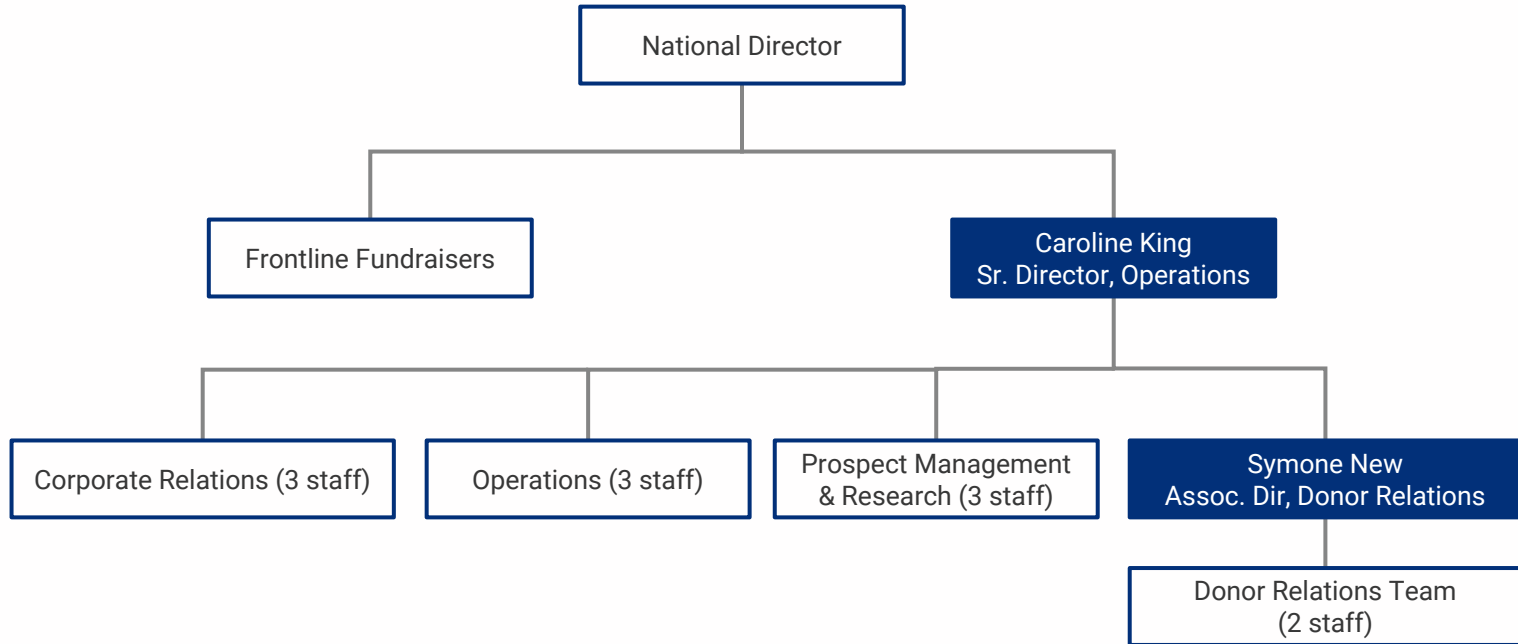 National Director
Frontline Fundraisers
Caroline King
Sr. Director, Operations
Corporate Relations (3 staff)
Operations (3 staff)
Prospect Management
& Research (3 staff)
Symone New
Assoc. Dir, Donor Relations
Donor Relations Team
(2 staff)